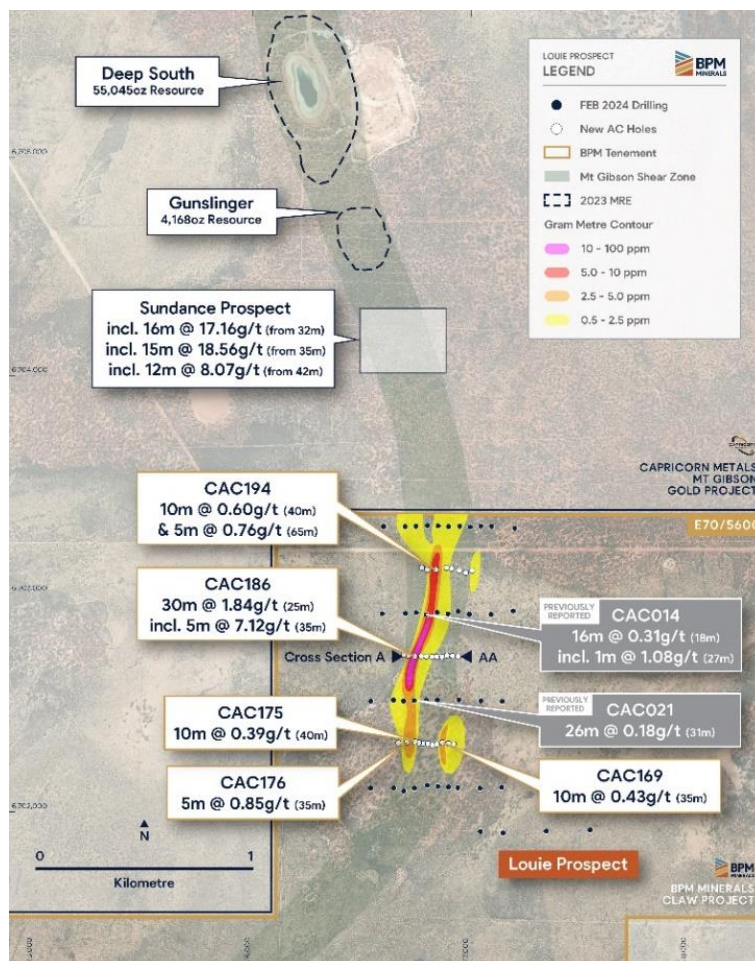 Deep South
55,045oz Resource
LOUIE PROSPECT
LEGEND
BPM
MINERALS
FEB 2024 Drilling
New AC Holes
BPM Tenement
Mt Gibson Shear Zone
2023 MRE
Gram Metre Contour
10 - 100 ppm
5.0 - 10 ppm
2.5 - 5.0 ppm
0.5 - 2.5 ppm
Gunslinger
4,168oz Resource
Sundance Prospect
incl. 16m @ 17.16g/t (from 32m)
incl. 15m @ 18.56g/t (from 35m)
incl. 12m @ 8.07g/t (from 42m)
CAPRICORN METALS
MT GIBSON
GOLD PROJECT
E70/5600
CAC194
10m @ 0.60g/t (40m)
& 5m @ 0.76g/t (65m)
CAC186
30m @ 1.84g/t (25m)
incl. 5m @ 7.12g/t (35m)
PREVIOUSLY
REPORTED
CAC014
16m @ 0.31g/t (18m)
incl. 1m @ 1.08g/t (27m)
Cross Section A
AA
PREVIOUSLY
REPORTED
CAC021
26m @ 0.18g/t (31m)
CAC175
10m @ 0.39g/t (40m)
CAC176
5m @ 0.85g/t (35m)
CAC169
10m @ 0.43g/t (35m)
6,702,000
N
0 1
Kilometre
Louie Prospect
BPM
BPM MINERALS
CLAW PROJECT